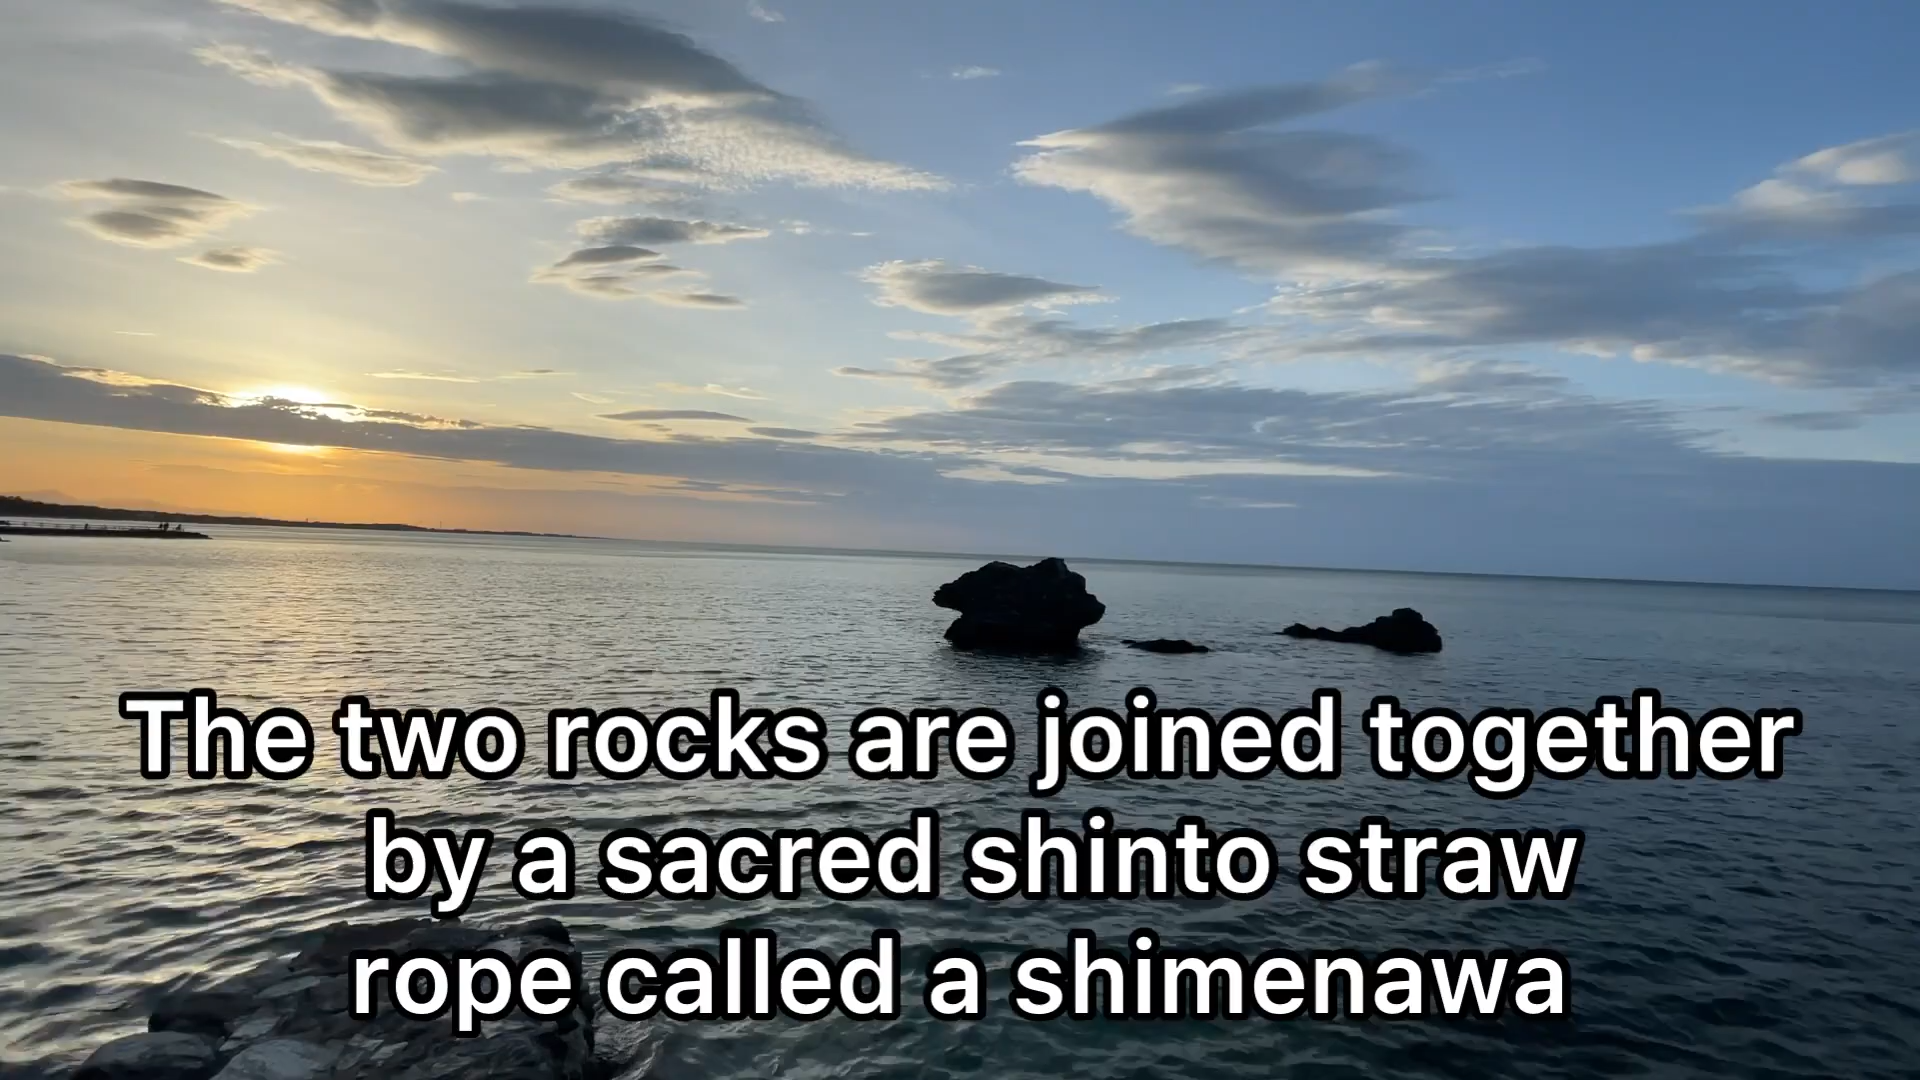 The two rocks are joined together
by a sacred shinto straw
rope called a shimenawa